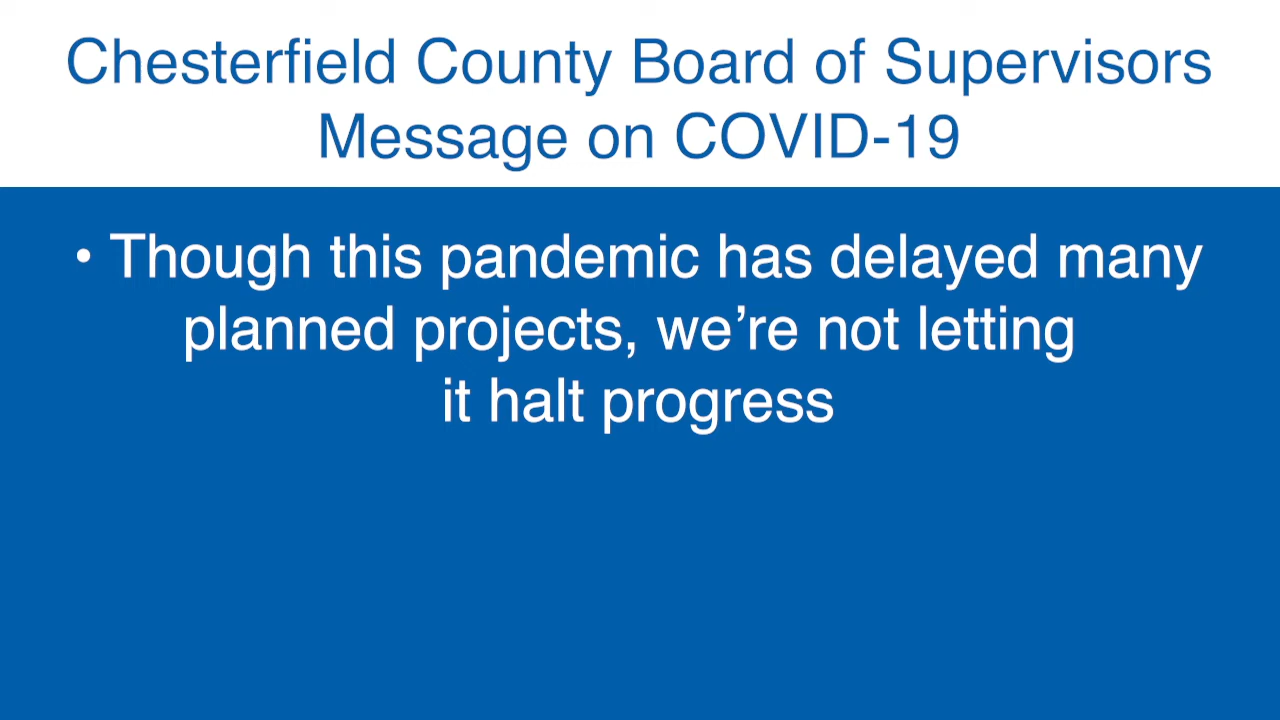 Chesterfield County Board of Supervisors
Message on COVID-19
• Though this pandemic has delayed many
planned projects, we’re not letting
it halt progress